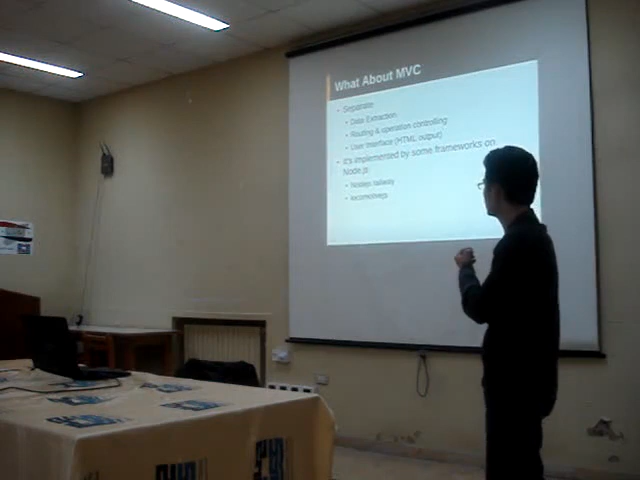 What About MVC
• Separate
• Data Extraction
• Routing & operation controlling
• User Interface (HTML output)
• It's implemented by some frameworks on
Node.js
• Nodejs railway
• locomotivejs